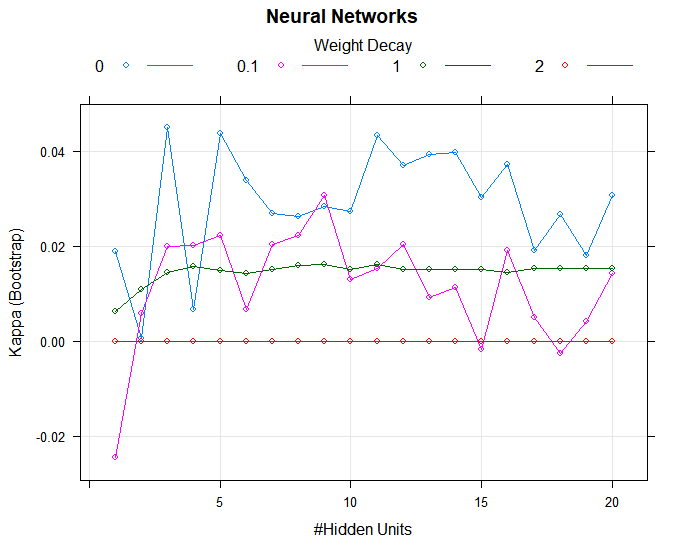 Neural Networks
Weight Decay
0 0.1 1 2
Kappa (Bootstrap)
0.04
0.02
0.00
-0.02
5 10 15 20
#Hidden Units